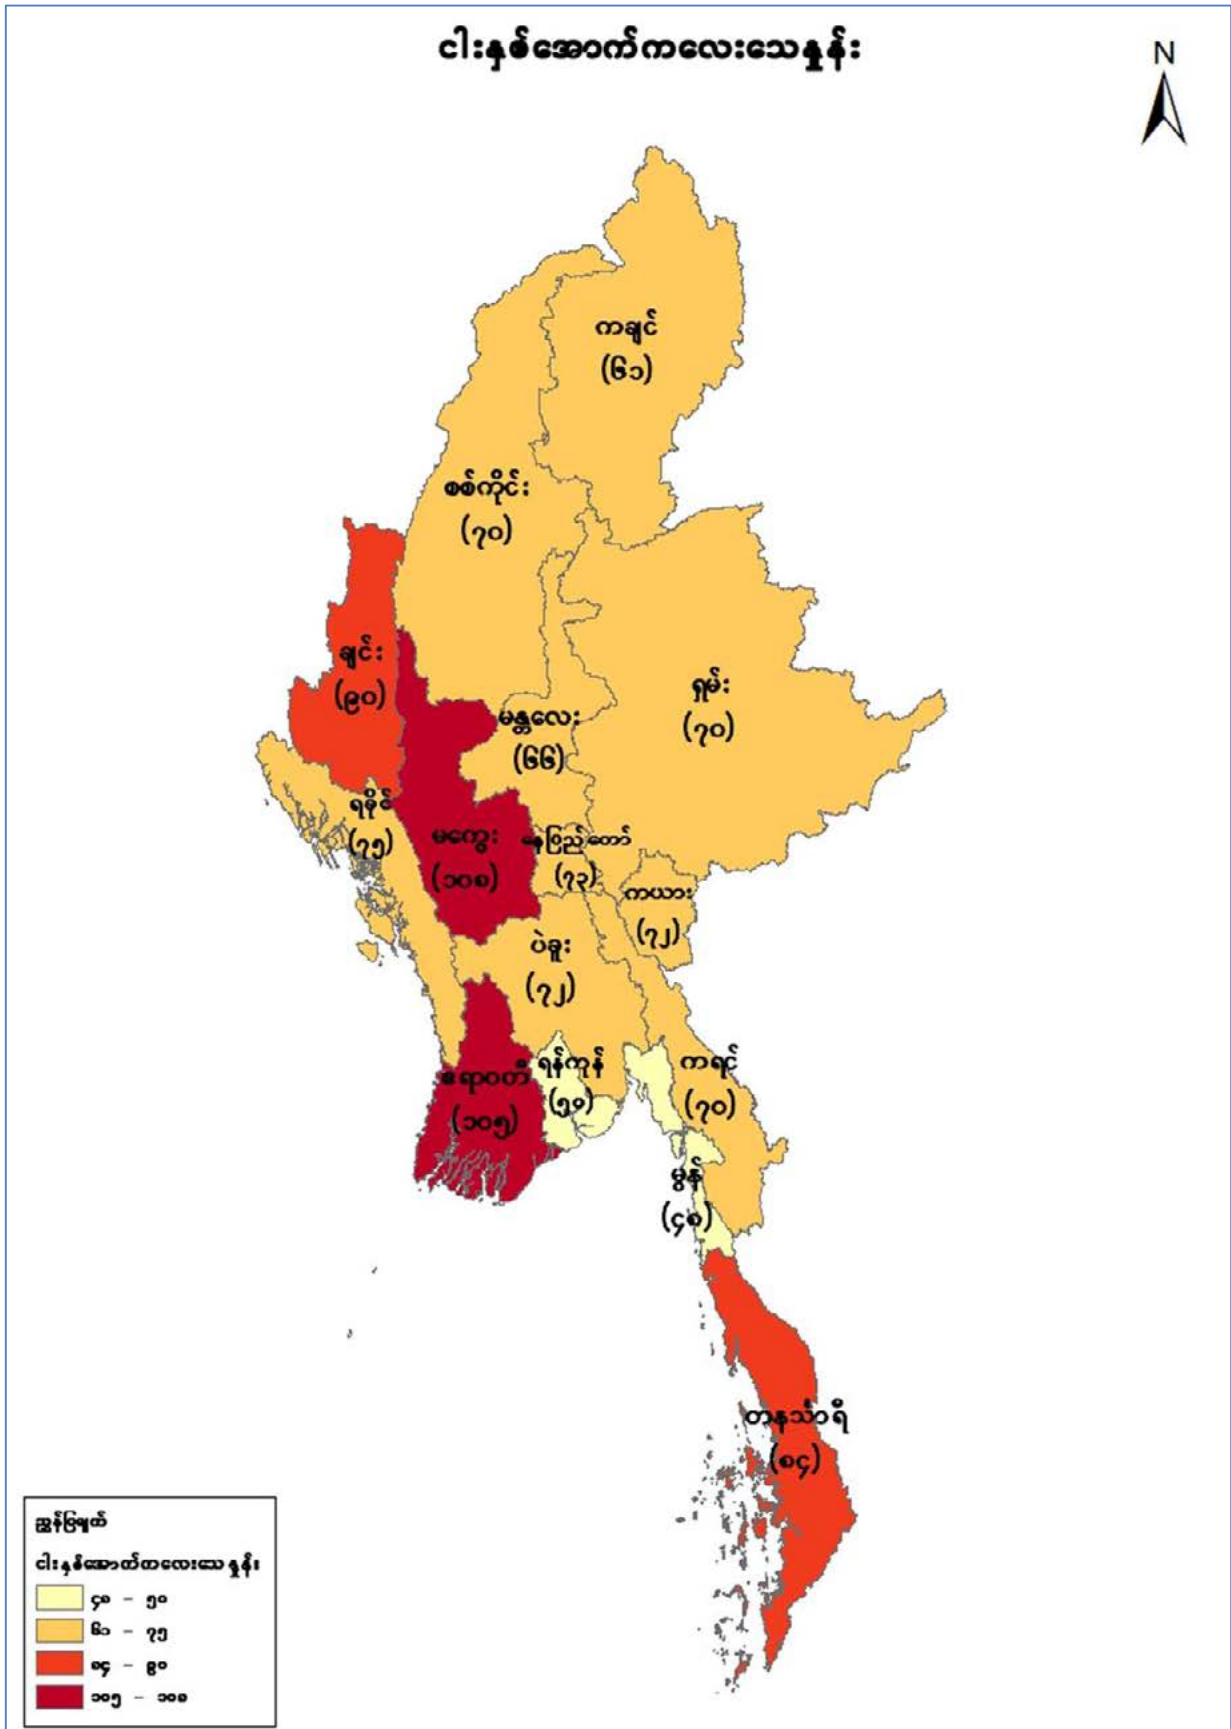 ငါးနှစ်အောက်ကလေးသေနှုန်း
N
ကချင်
(၆၁)
စစ်ကိုင်း
(၇၀)
ချင်း
(၉၀)
ရှမ်း
(၇၀)
မန္တလေး
(၆၆)
ရခိုင်
(၇၅)
မကွေး
(၁၀၈)
နေပြည်တော်
(၇၃)
ကယား
(၇၂)
ပဲခူး
(၇၂)
ရန်ကုန်
(၅၀)
ဧရာဝတီ
(၁၀၅)
ကရင်
(၇၀)
မွန်
(၄၈)
တနင်္သာရီ
(၈၄)
ညွှန်ပြချက်
ငါးနှစ်အောက်ကလေးသေနှုန်း
၄၈ - ၅၀
၆၁ - ၇၅
၈၄ - ၉၀
၁၀၅ - ၁၀၈